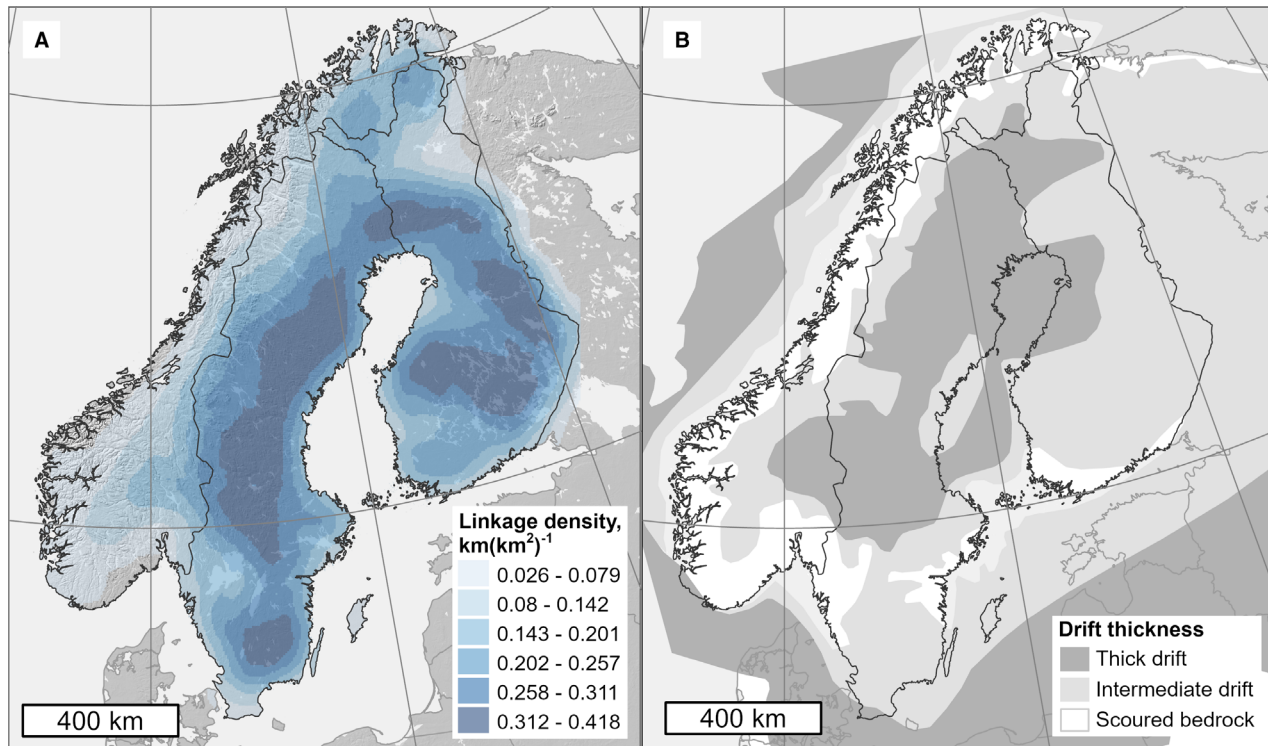 A
Linkage density,
km(km²)⁻¹
0.026 - 0.079
0.08 - 0.142
0.143 - 0.201
0.202 - 0.257
0.258 - 0.311
0.312 - 0.418
400 km
B
Drift thickness
Thick drift
Intermediate drift
Scoured bedrock
400 km